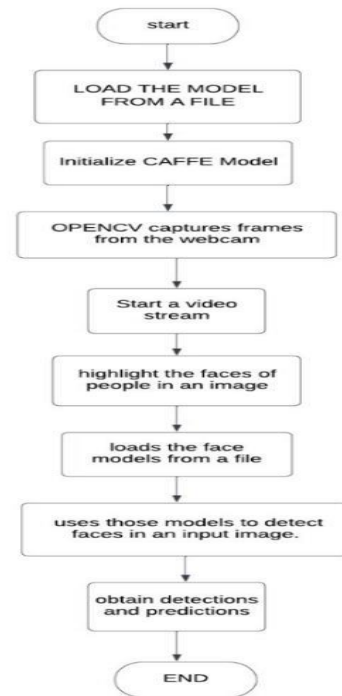 start
LOAD THE MODEL
FROM A FILE
Initialize CAFFE Model
OPENCV captures frames
from the webcam
Start a video
stream
highlight the faces of
people in an image
loads the face
models from a file
uses those models to detect
faces in an input image.
obtain detections
and predictions
END